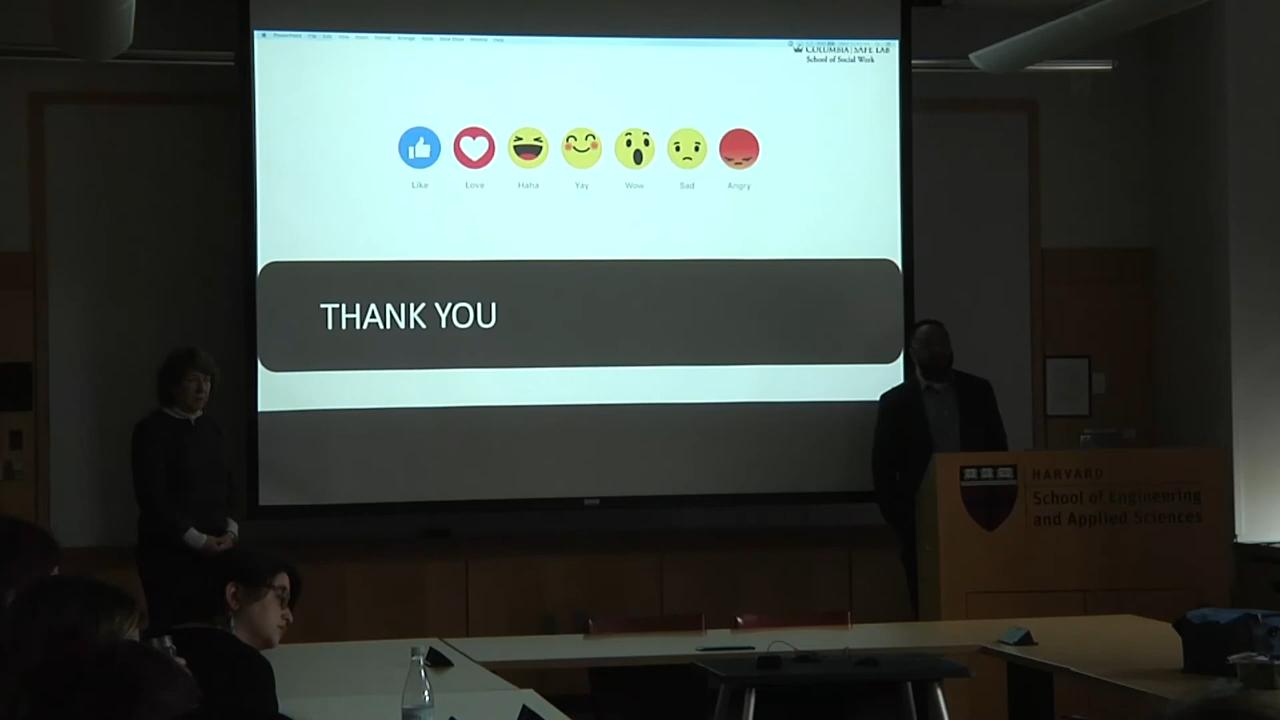 COLUMBIA | SAFE LAB
School of Social Work
Like Love Haha Yay Wow Sad Angry
THANK YOU
HARVARD
School of Engineering
and Applied Sciences